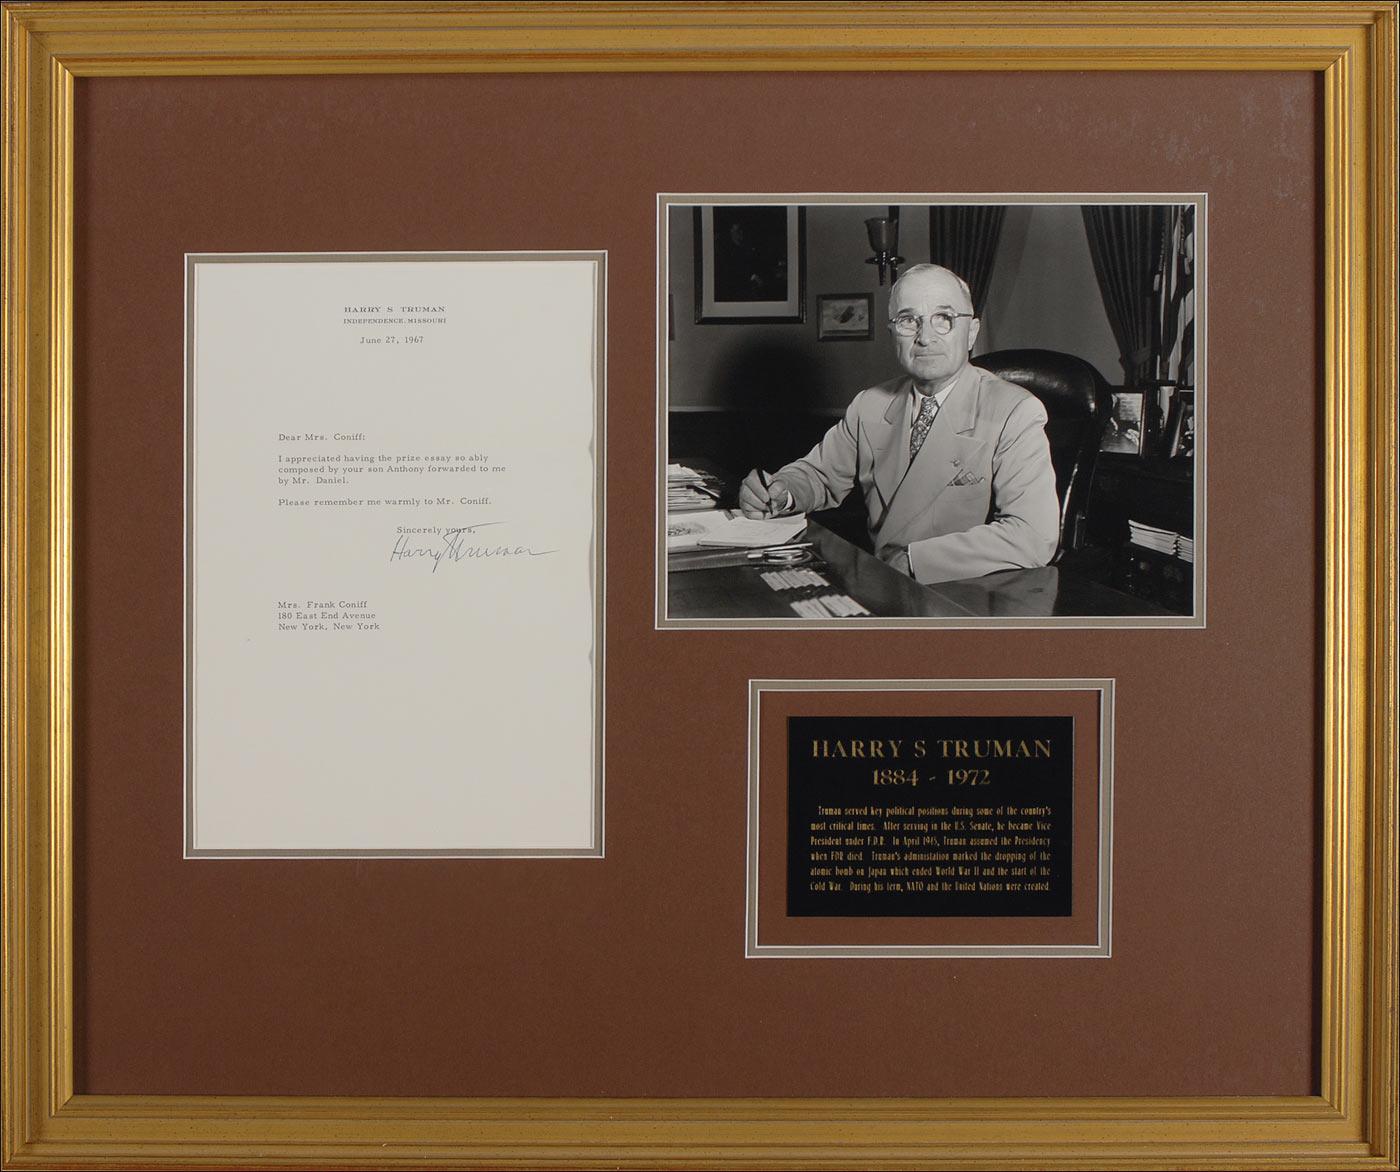 HARRY S TRUMAN
INDEPENDENCE, MISSOURI
June 27, 1967
Dear Mrs. Coniff:
I appreciated having the prize essay so ably
composed by your son Anthony forwarded to me
by Mr. Daniel.
Please remember me warmly to Mr. Coniff.
Sincerely yours,
Harry S Truman
Mrs. Frank Coniff
180 East End Avenue
New York, New York
HARRY S TRUMAN
1884 - 1972
Truman served key political positions during some of the country's
most critical times. After serving in the U.S. Senate, he became Vice
President under F.D.R. In April 1945, Truman assumed the Presidency
when FDR died. Truman's administation marked the dropping of the
atomic bomb on Japan which ended World War II and the start of the
Cold War. During his term, NATO and the United Nations were created.